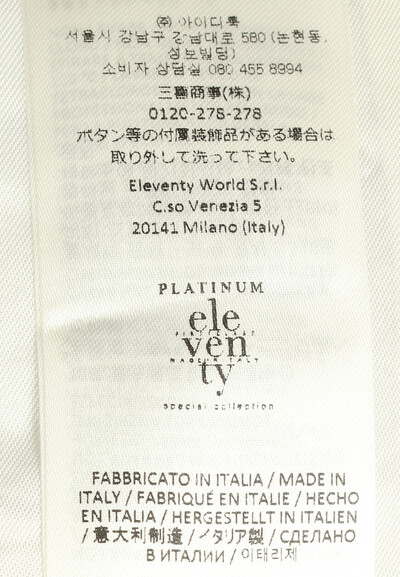 (주) 아이디룩
서울시 강남구 강남대로 580 (논현동,
성보빌딩)
소비자 상담실 080 455 8994
三喜商事(株)
0120-278-278
ボタン等の付属装飾品がある場合は
取り外して洗って下さい。
Eleventy World S.r.l.
C.so Venezia 5
20141 Milano (Italy)
PLATINUM
ele
ven
MADE IN ITALY
ty
special collection
FABBRICATO IN ITALIA / MADE IN
ITALY / FABRIQUÉ EN ITALIE / HECHO
EN ITALIA / HERGESTELLT IN ITALIEN
/ 意大利制造 / イタリア製 / СДЕЛАНО
В ИТАЛИИ / 이태리제